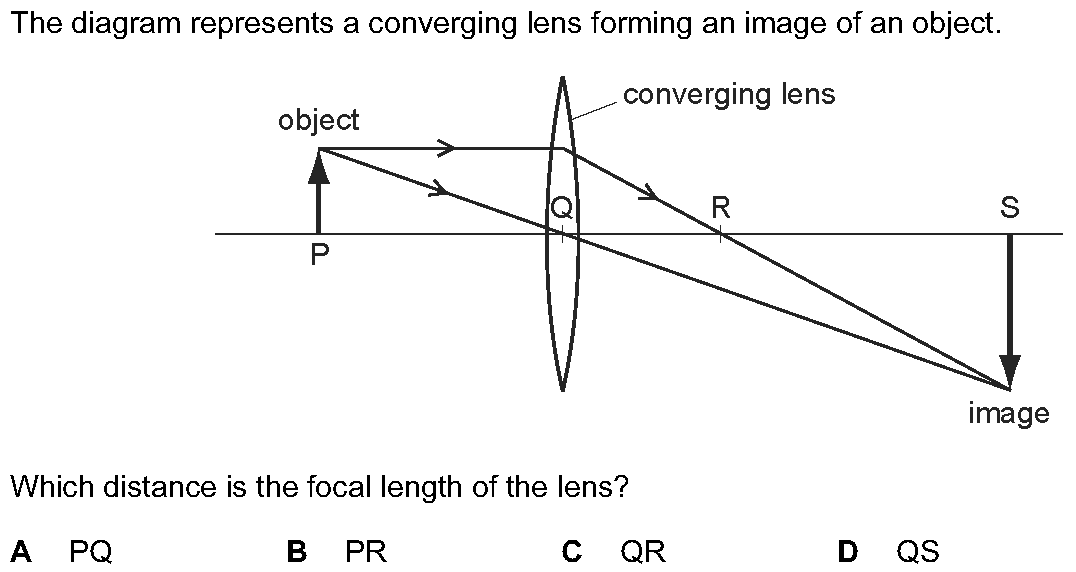 The diagram represents a converging lens forming an image of an object.
converging lens
object
Q
R
S
P
image
Which distance is the focal length of the lens?
A PQ B PR C QR D QS